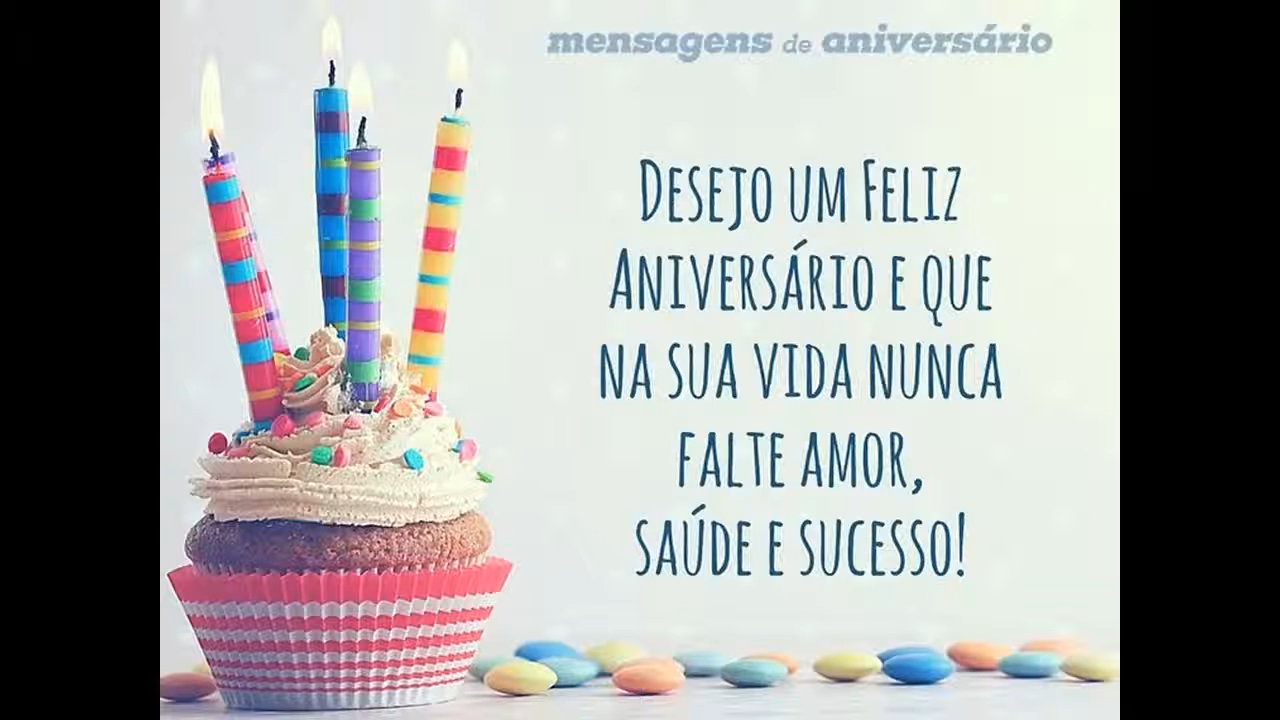 mensagens de aniversário
Desejo um Feliz
Aniversário e que
na sua vida nunca
falte amor,
saúde e sucesso!